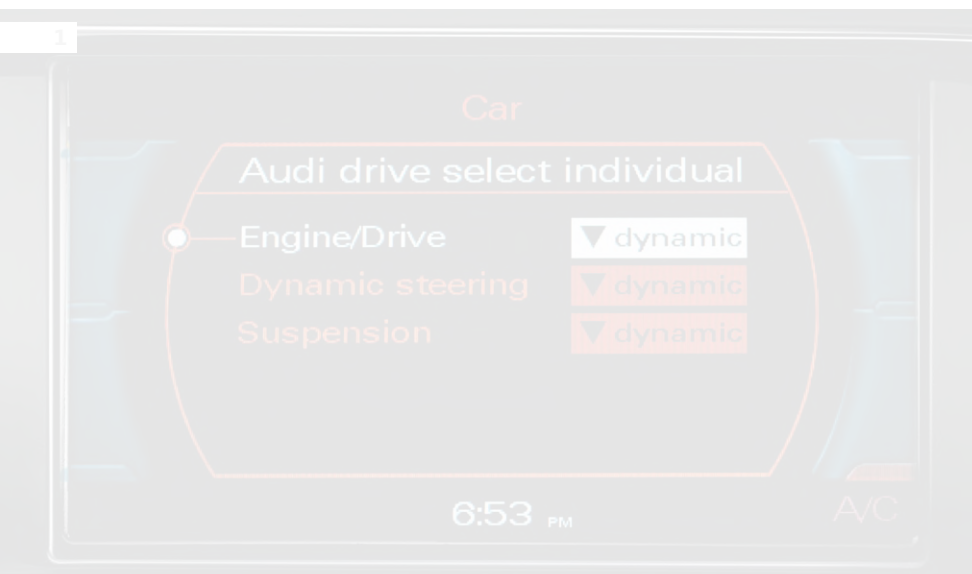 1
Car
Audi drive select individual
Engine/Drive ▼ dynamic
Dynamic steering ▼ dynamic
Suspension ▼ dynamic
6:53 PM A/C